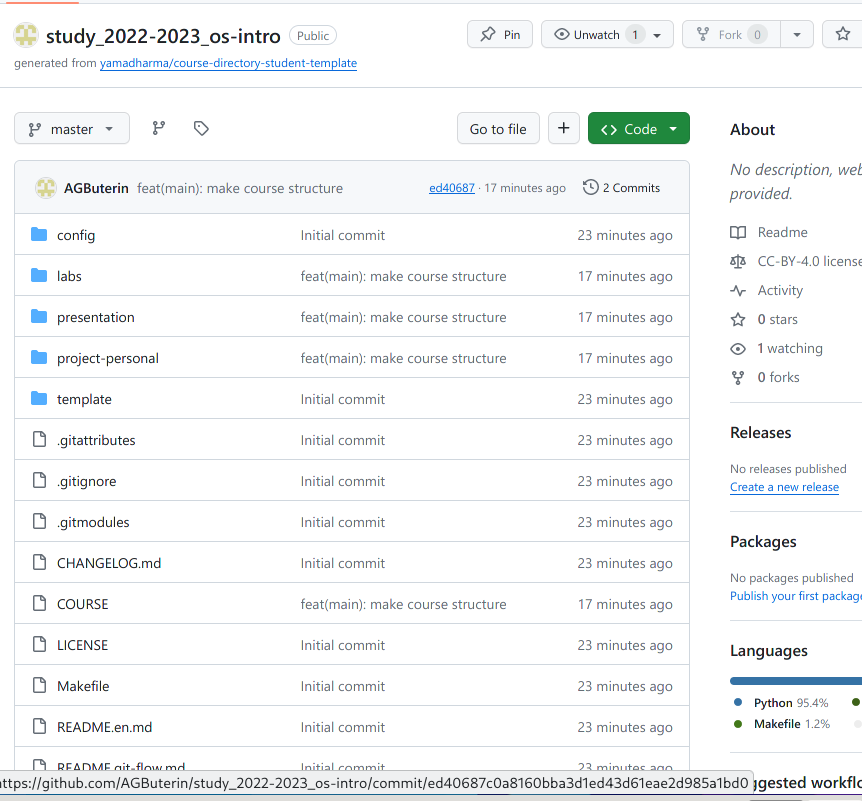 study_2022-2023_os-intro Public
Pin
Unwatch 1
Fork 0
generated from yamadharma/course-directory-student-template
master
Go to file
Code
AGButerin feat(main): make course structure ed40687 · 17 minutes ago 2 Commits
config Initial commit 23 minutes ago
labs feat(main): make course structure 17 minutes ago
presentation feat(main): make course structure 17 minutes ago
project-personal feat(main): make course structure 17 minutes ago
template Initial commit 23 minutes ago
.gitattributes Initial commit 23 minutes ago
.gitignore Initial commit 23 minutes ago
.gitmodules Initial commit 23 minutes ago
CHANGELOG.md Initial commit 23 minutes ago
COURSE feat(main): make course structure 17 minutes ago
LICENSE Initial commit 23 minutes ago
Makefile Initial commit 23 minutes ago
README.en.md Initial commit 23 minutes ago
README.git-flow.md Initial commit 23 minutes ago
ttps://github.com/AGButerin/study_2022-2023_os-intro/commit/ed40687c0a8160bba3d1ed43d61eae2d985a1bd0
About
No description, web
provided.
Readme
CC-BY-4.0 license
Activity
0 stars
1 watching
0 forks
Releases
No releases published
Create a new release
Packages
No packages published
Publish your first package
Languages
Python 95.4%
Makefile 1.2%
ggested workflo